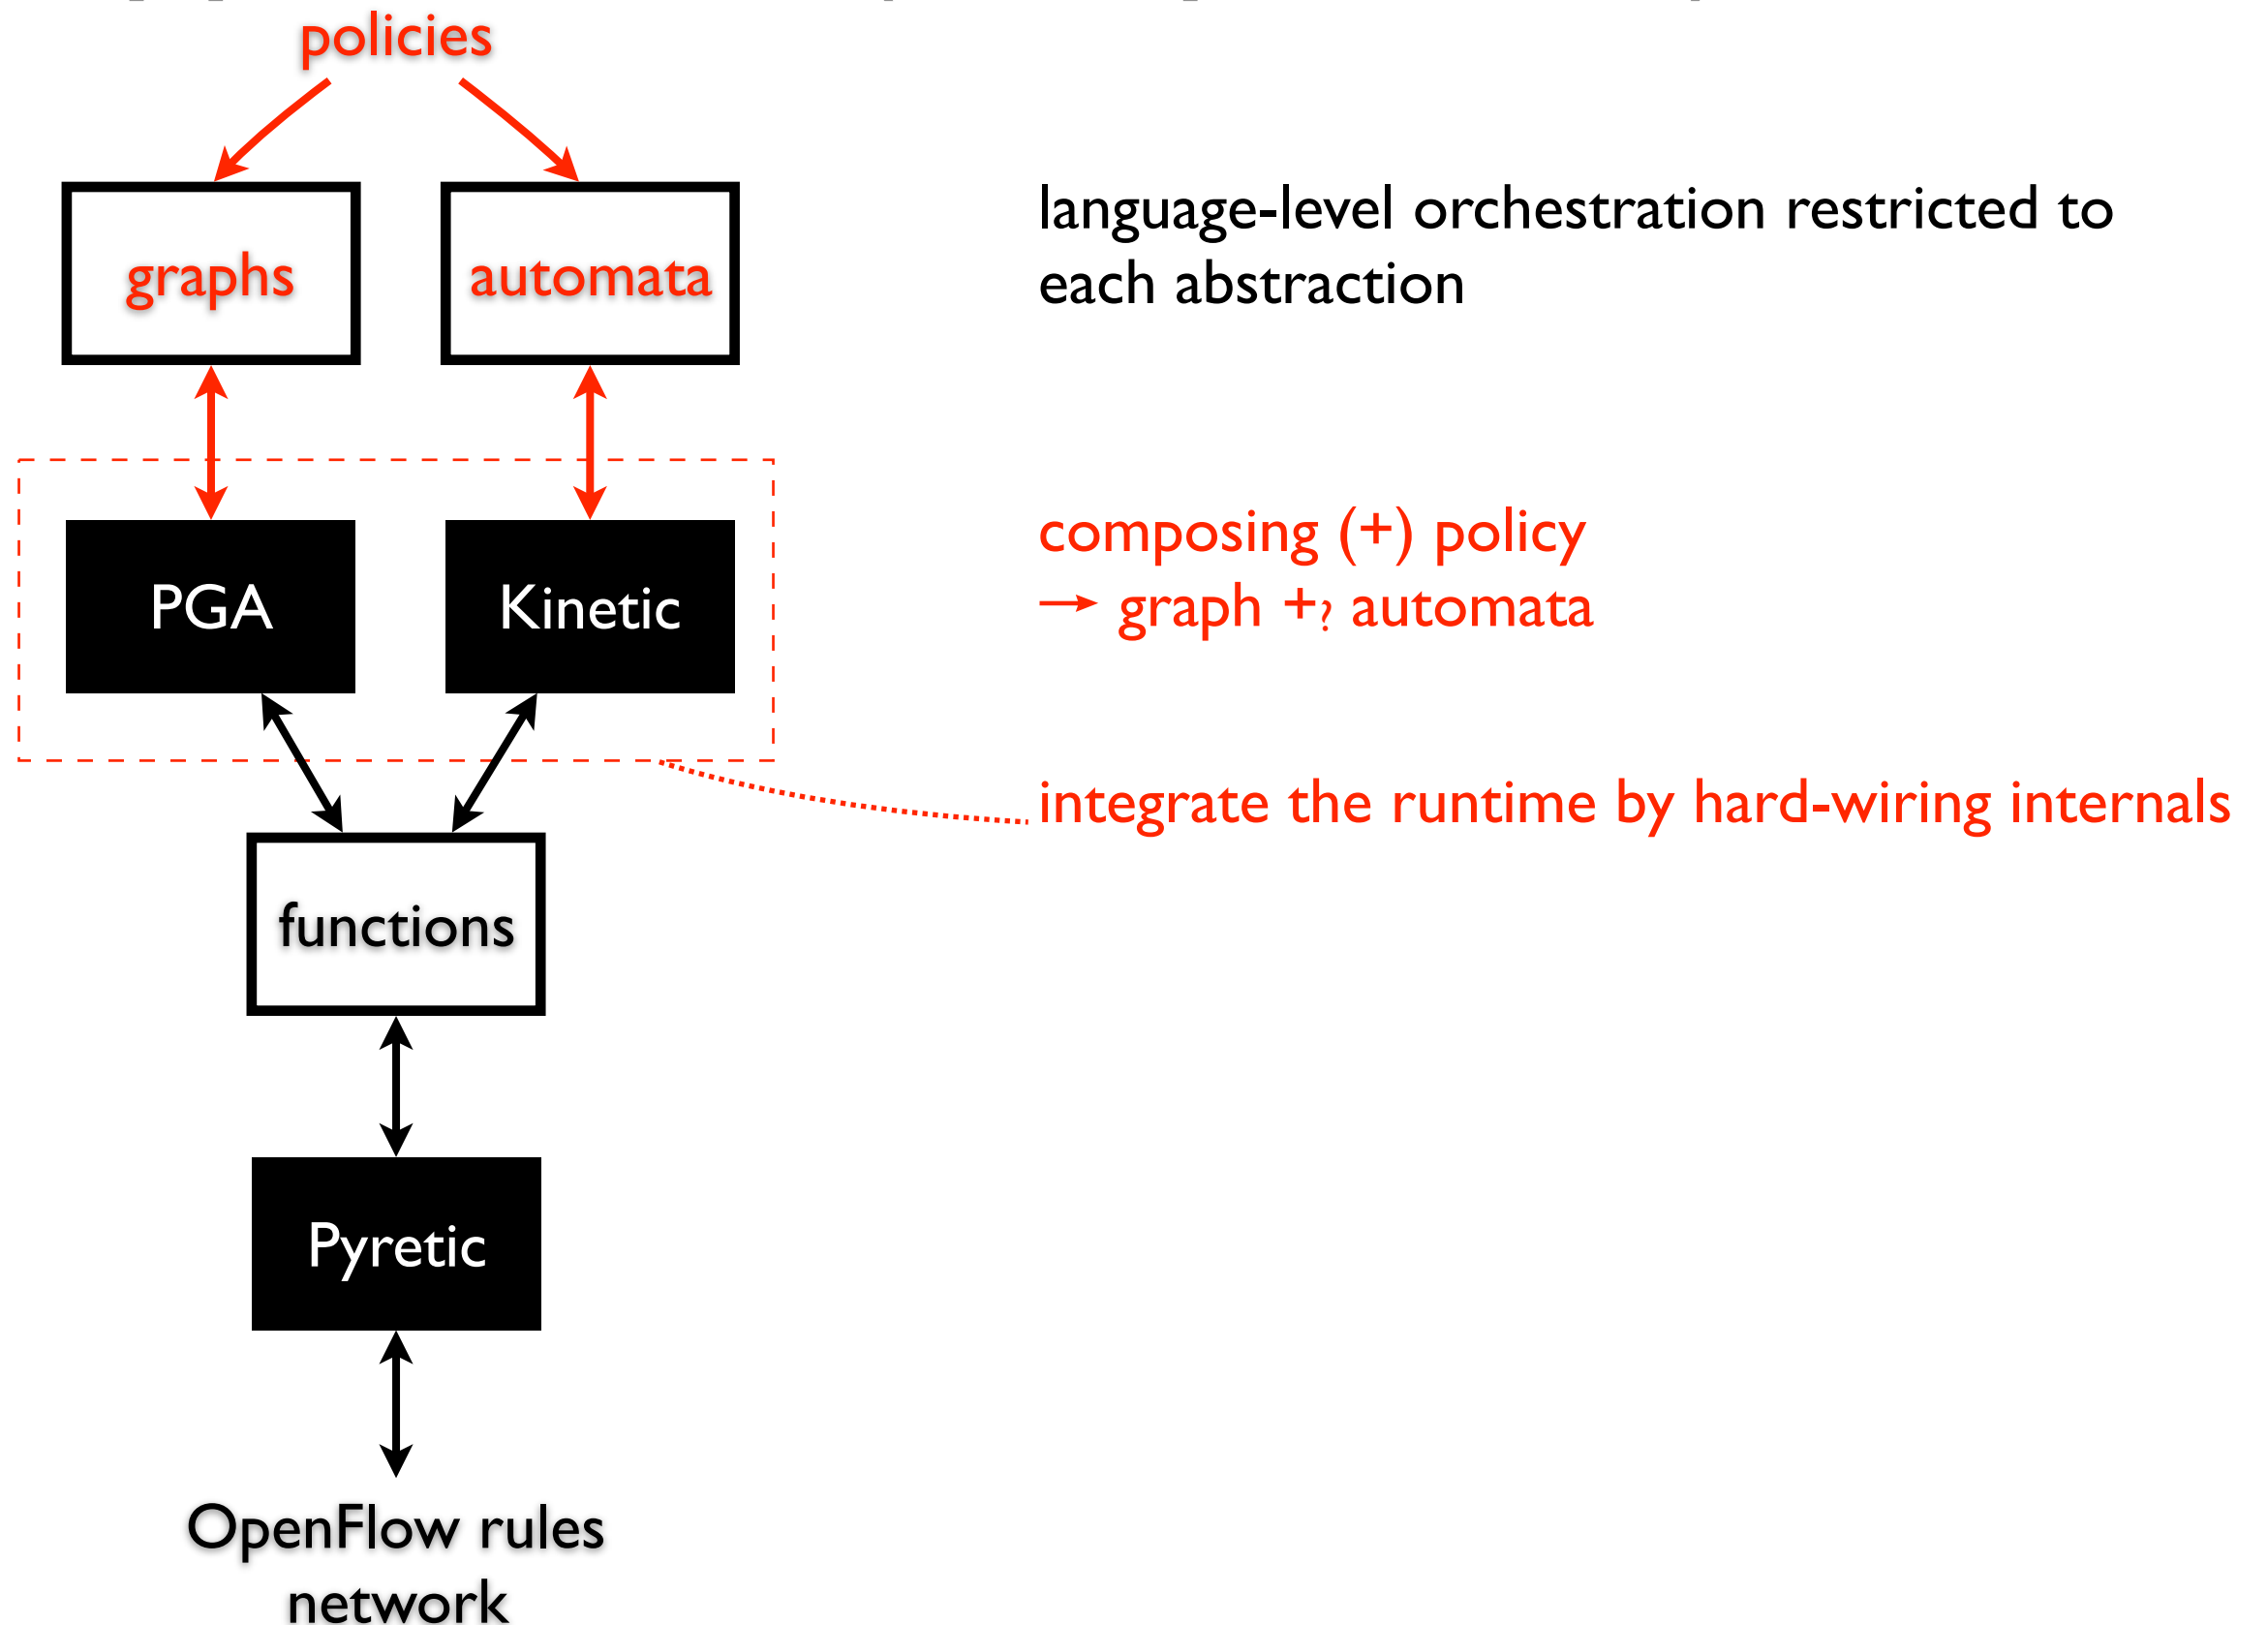 policies
graphs
automata
language-level orchestration restricted to
each abstraction
PGA
Kinetic
composing (+) policy
→ graph +? automata
integrate the runtime by hard-wiring internals
functions
Pyretic
OpenFlow rules
network